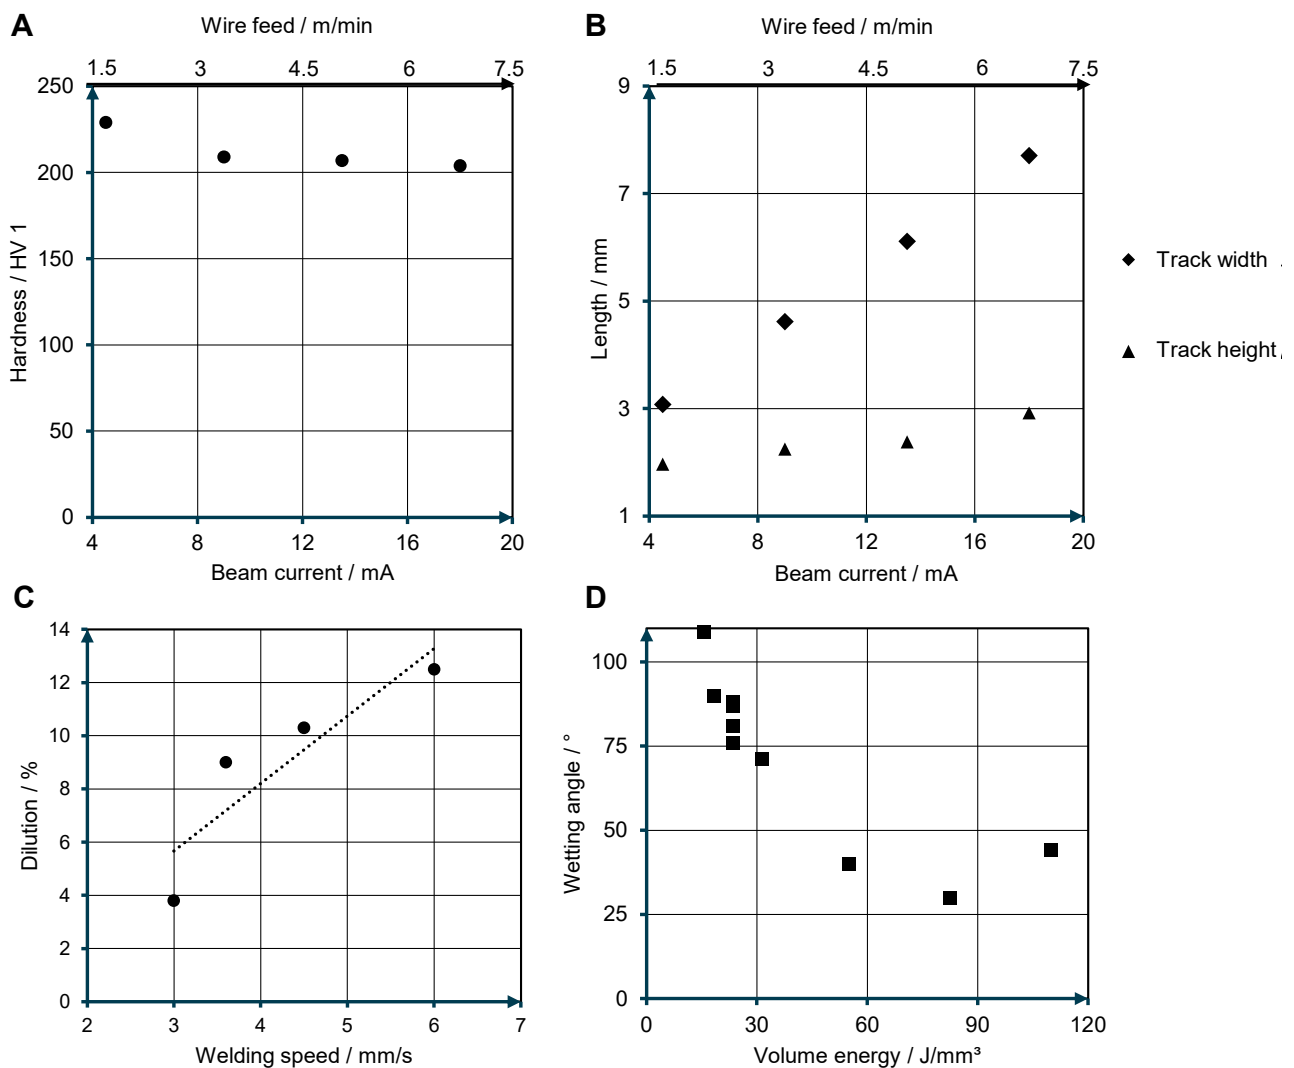 A
Wire feed / m/min
1.5 3 4.5 6 7.5
250
200
150
100
50
0
Hardness / HV 1
4 8 12 16 20
Beam current / mA
B
Wire feed / m/min
1.5 3 4.5 6 7.5
9
7
5
3
1
Length / mm
4 8 12 16 20
Beam current / mA
Track width
Track height
C
14
12
10
8
6
4
2
0
Dilution / %
2 3 4 5 6 7
Welding speed / mm/s
D
100
75
50
25
0
Wetting angle / °
0 30 60 90 120
Volume energy / J/mm³